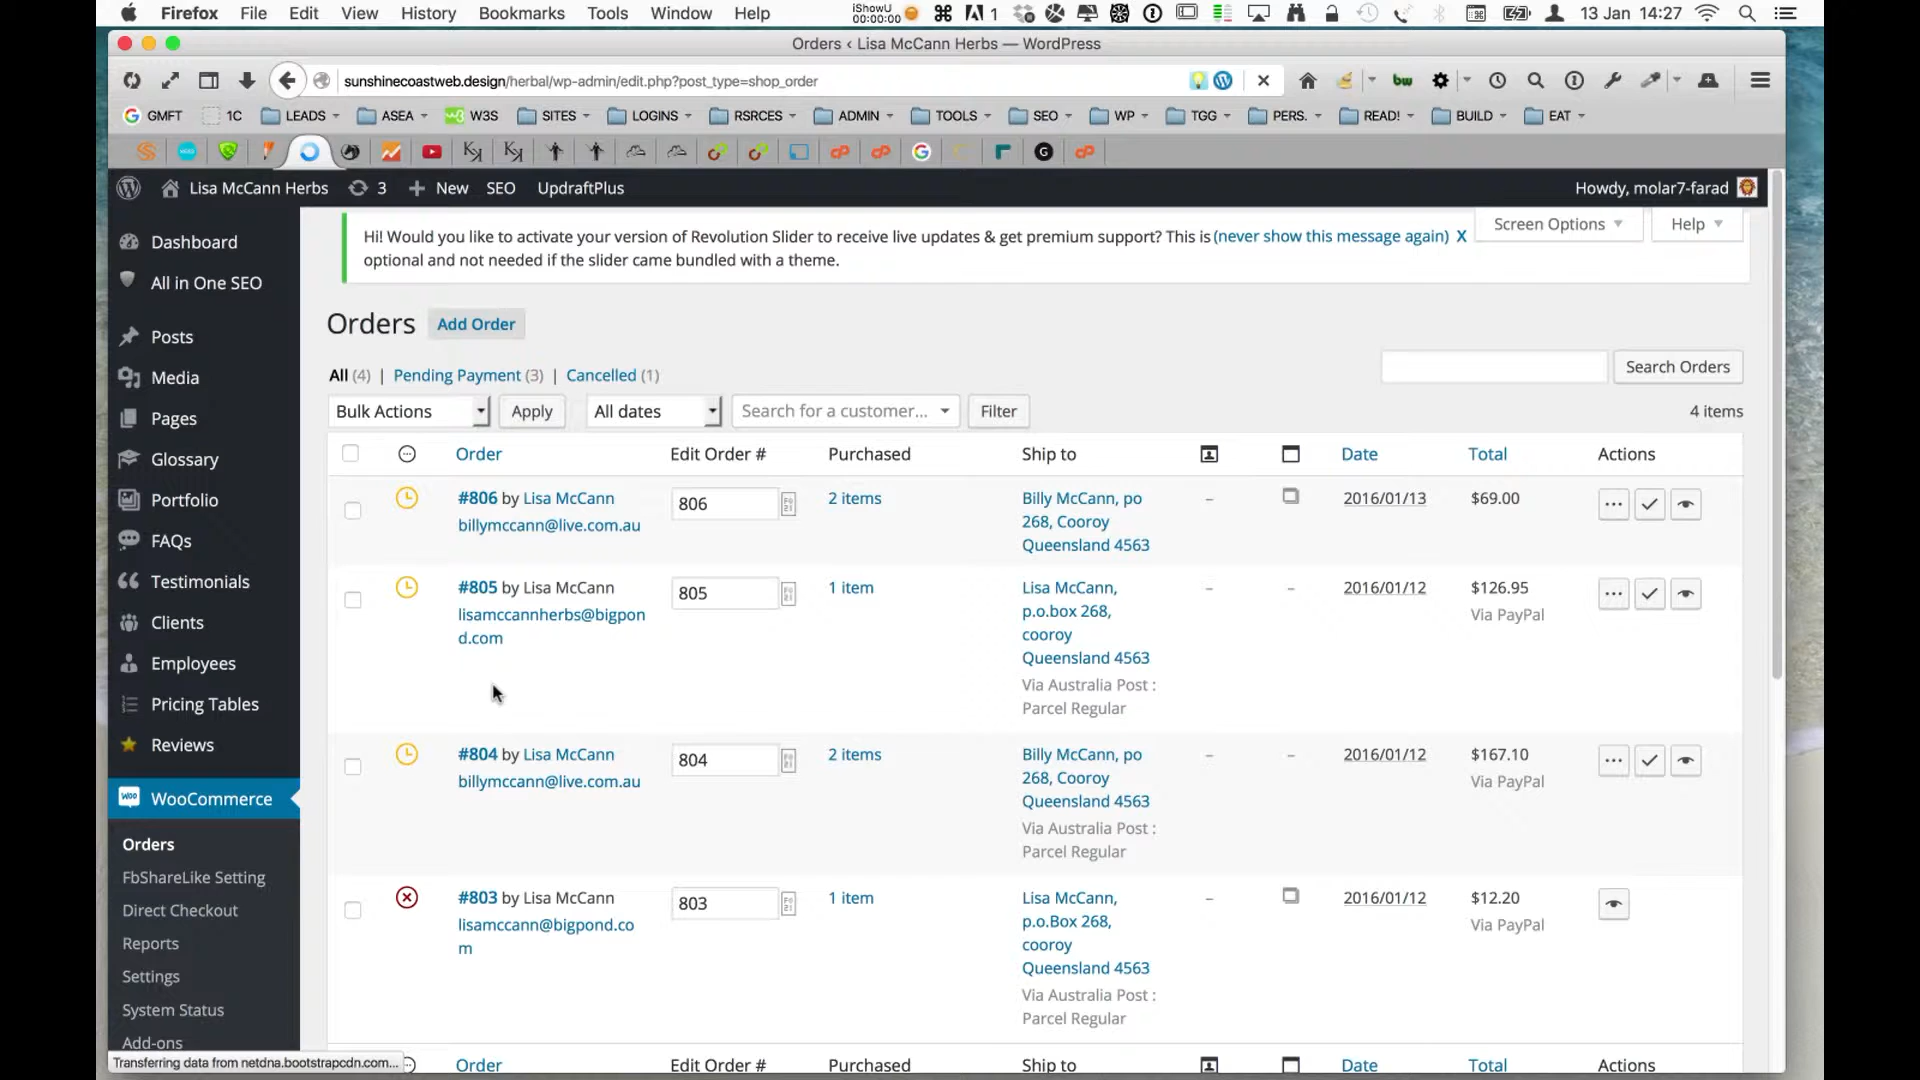 Firefox File Edit View History Bookmarks Tools Window Help iShowU 00:00:00 1 13 Jan 14:27
Orders ‹ Lisa McCann Herbs — WordPress
sunshinecoastweb.design/herbal/wp-admin/edit.php?post_type=shop_order
GMFT 1C LEADS ASEA W3S SITES LOGINS RSRCES ADMIN TOOLS SEO WP TGG PERS. READ! BUILD EAT
Lisa McCann Herbs 3 New SEO UpdraftPlus Howdy, molar7-farad
Dashboard
All in One SEO
Posts
Media
Pages
Glossary
Portfolio
FAQs
Testimonials
Clients
Employees
Pricing Tables
Reviews
WooCommerce
Orders
FbShareLike Setting
Direct Checkout
Reports
Settings
System Status
Add-ons
Transferring data from netdna.bootstrapcdn.com...
Hi! Would you like to activate your version of Revolution Slider to receive live updates & get premium support? This is (never show this message again) X
optional and not needed if the slider came bundled with a theme.
Screen Options Help
Orders Add Order
All (4) | Pending Payment (3) | Cancelled (1)
Search Orders
Bulk Actions Apply All dates Search for a customer... Filter 4 items
Order Edit Order # Purchased Ship to Date Total Actions
#806 by Lisa McCann 806 2 items Billy McCann, po – 2016/01/13 $69.00
billymccann@live.com.au 268, Cooroy
Queensland 4563
#805 by Lisa McCann 805 1 item Lisa McCann, – – 2016/01/12 $126.95
lisamccannherbs@bigpon p.o.box 268, Via PayPal
d.com cooroy
Queensland 4563
Via Australia Post :
Parcel Regular
#804 by Lisa McCann 804 2 items Billy McCann, po – – 2016/01/12 $167.10
billymccann@live.com.au 268, Cooroy Via PayPal
Queensland 4563
Via Australia Post :
Parcel Regular
#803 by Lisa McCann 803 1 item Lisa McCann, – 2016/01/12 $12.20
lisamccann@bigpond.co p.o.Box 268, Via PayPal
m cooroy
Queensland 4563
Via Australia Post :
Parcel Regular
Order Edit Order # Purchased Ship to Date Total Actions